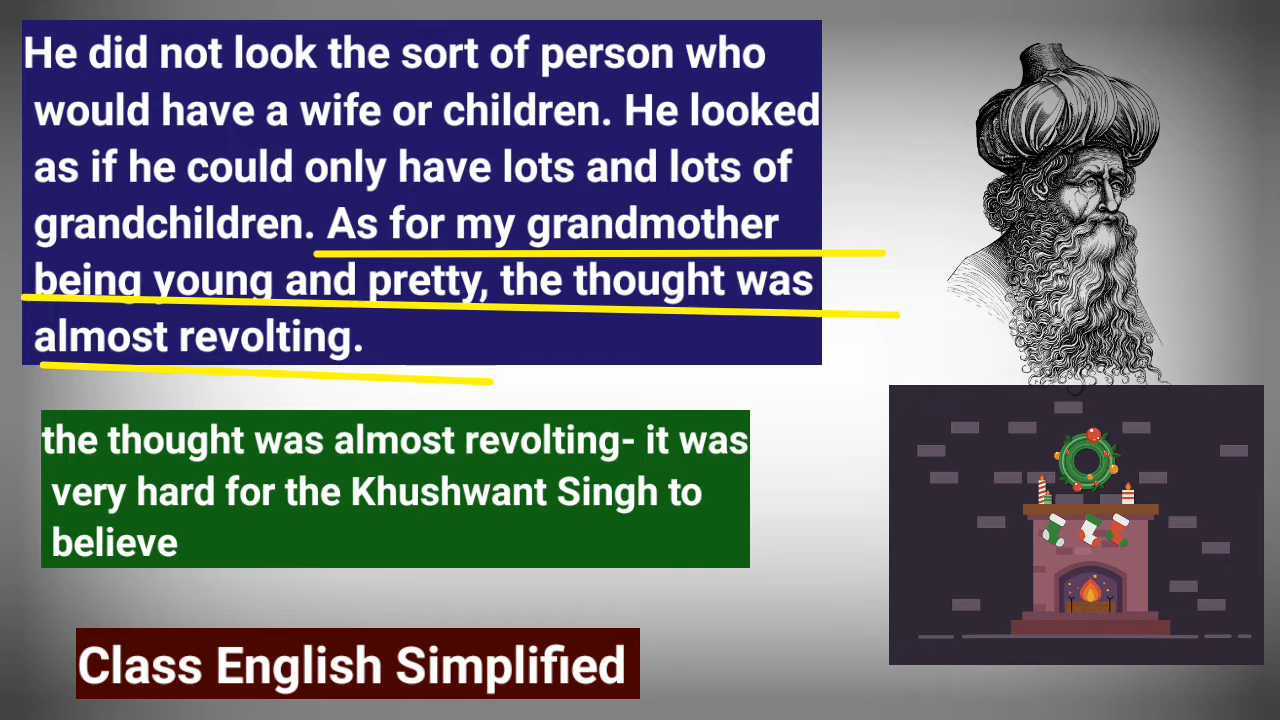 He did not look the sort of person who
would have a wife or children. He looked
as if he could only have lots and lots of
grandchildren. As for my grandmother
being young and pretty, the thought was
almost revolting.
the thought was almost revolting- it was
very hard for the Khushwant Singh to
believe
Class English Simplified